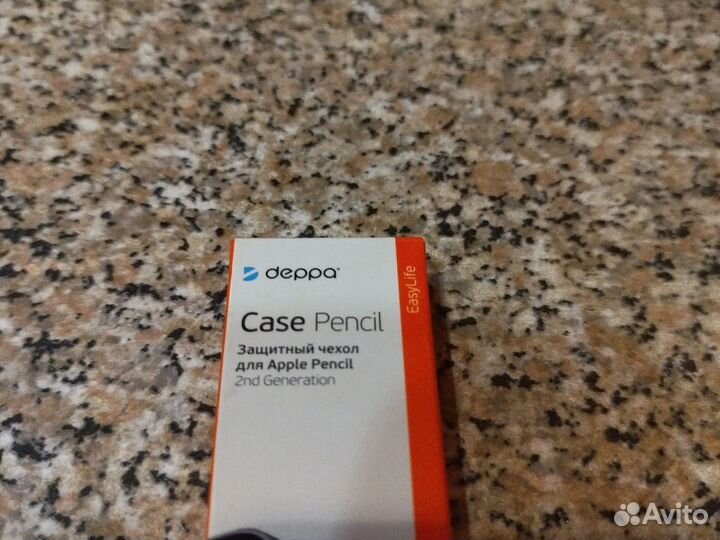 deppa
EasyLife
Case Pencil
Защитный чехол
для Apple Pencil
2nd Generation
Avito